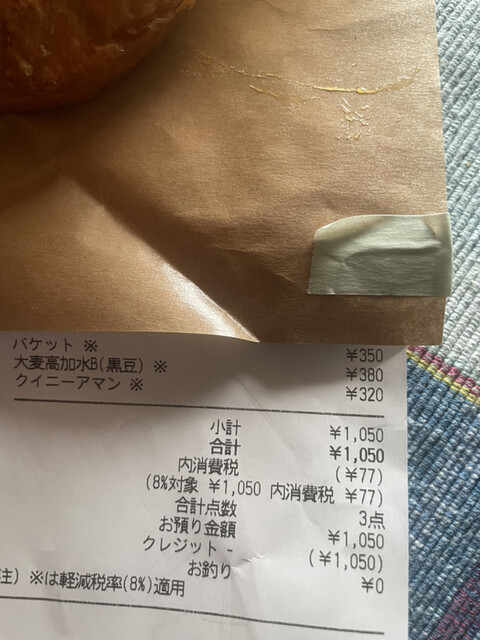 バケット ※ ¥350
大麦高加水B(黒豆) ※ ¥380
クイニーアマン ※ ¥320
小計 ¥1,050
合計 ¥1,050
内消費税 (¥77)
(8%対象 ¥1,050 内消費税 ¥77)
合計点数 3点
お預り金額 ¥1,050
クレジット - (¥1,050)
お釣り ¥0
注) ※は軽減税率(8%)適用